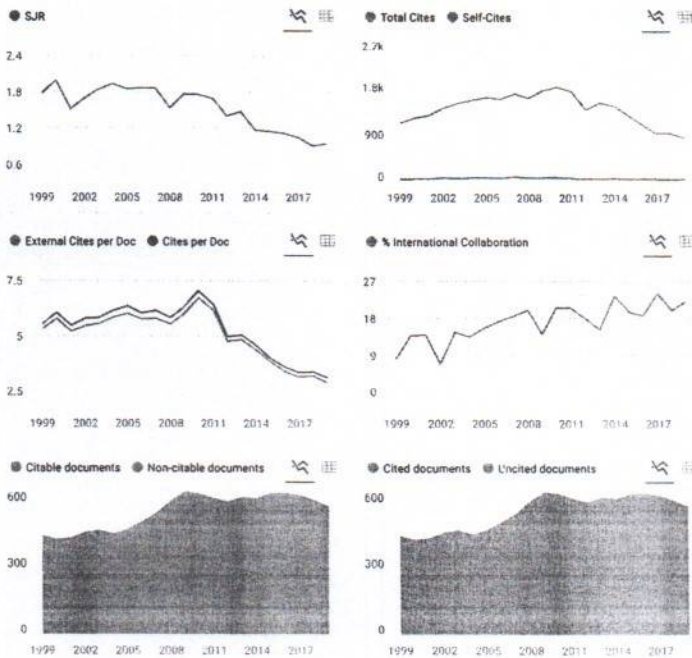 SJR
2.4
1.8
1.2
0.6
1999 2002 2005 2008 2011 2014 2017
Total Cites Self-Cites
2.7k
1.8k
900
0
1999 2002 2005 2008 2011 2014 2017
External Cites per Doc Cites per Doc
7.5
5
2.5
1999 2002 2005 2008 2011 2014 2017
% International Collaboration
27
18
9
0
1999 2002 2005 2008 2011 2014 2017
Citable documents Non-citable documents
600
300
0
1999 2002 2005 2008 2011 2014 2017
Cited documents Uncited documents
600
300
0
1999 2002 2005 2008 2011 2014 2017